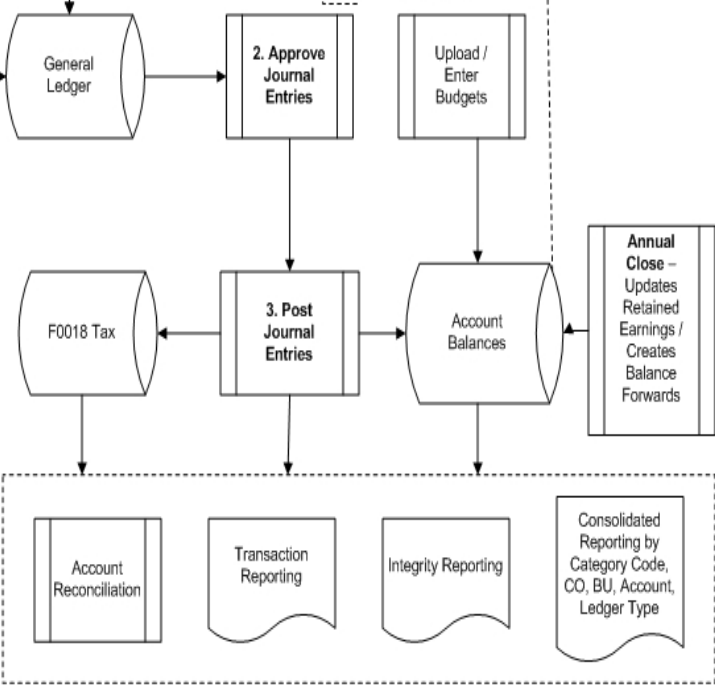 General
Ledger
2. Approve
Journal
Entries
Upload /
Enter
Budgets
F0018 Tax
3. Post
Journal
Entries
Account
Balances
Annual
Close –
Updates
Retained
Earnings /
Creates
Balance
Forwards
Account
Reconciliation
Transaction
Reporting
Integrity Reporting
Consolidated
Reporting by
Category Code,
CO, BU, Account,
Ledger Type